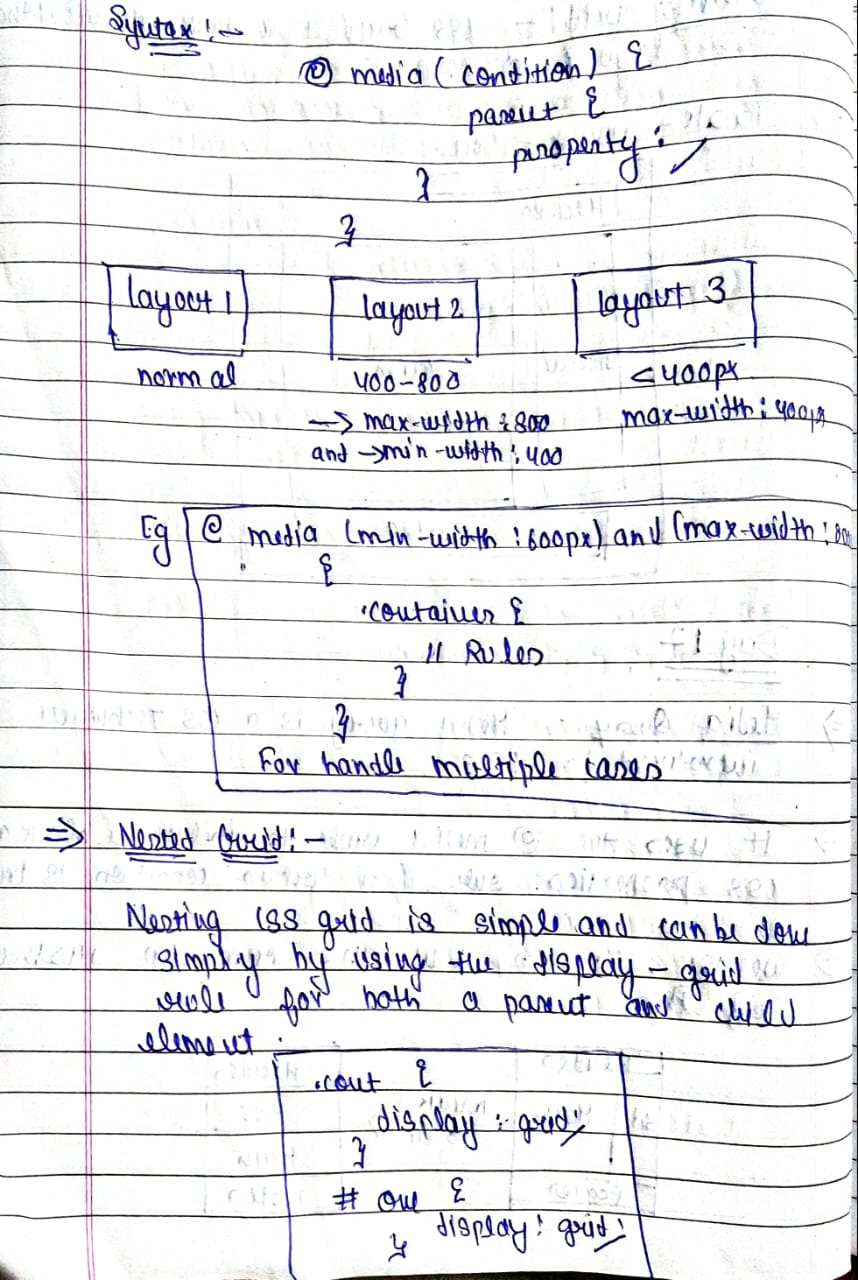 Syntax :-
@ media ( condition ) {
parent {
property :
}
}
layout 1 layout 2 layout 3
normal 400-800 <400px
→ max-width : 800 max-width : 400px
and → min-width : 400
Eg @ media (min-width : 600px) and (max-width : 800
{
.container {
// Rules
}
}
For handle multiple cases
⇒ Nested Grid :-
Nesting CSS grid is simple and can be done
simply by using the display - grid
rule for both a parent and child
element .
.cont {
display : grid;
}
# one {
display : grid;
}